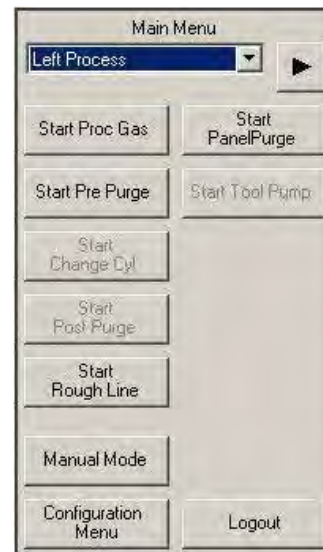 Main Menu
Left Process
Start Proc Gas
Start
PanelPurge
Start Pre Purge
Start Tool Pump
Start
Change Cyl
Start
Post Purge
Start
Rough Line
Manual Mode
Configuration
Menu
Logout